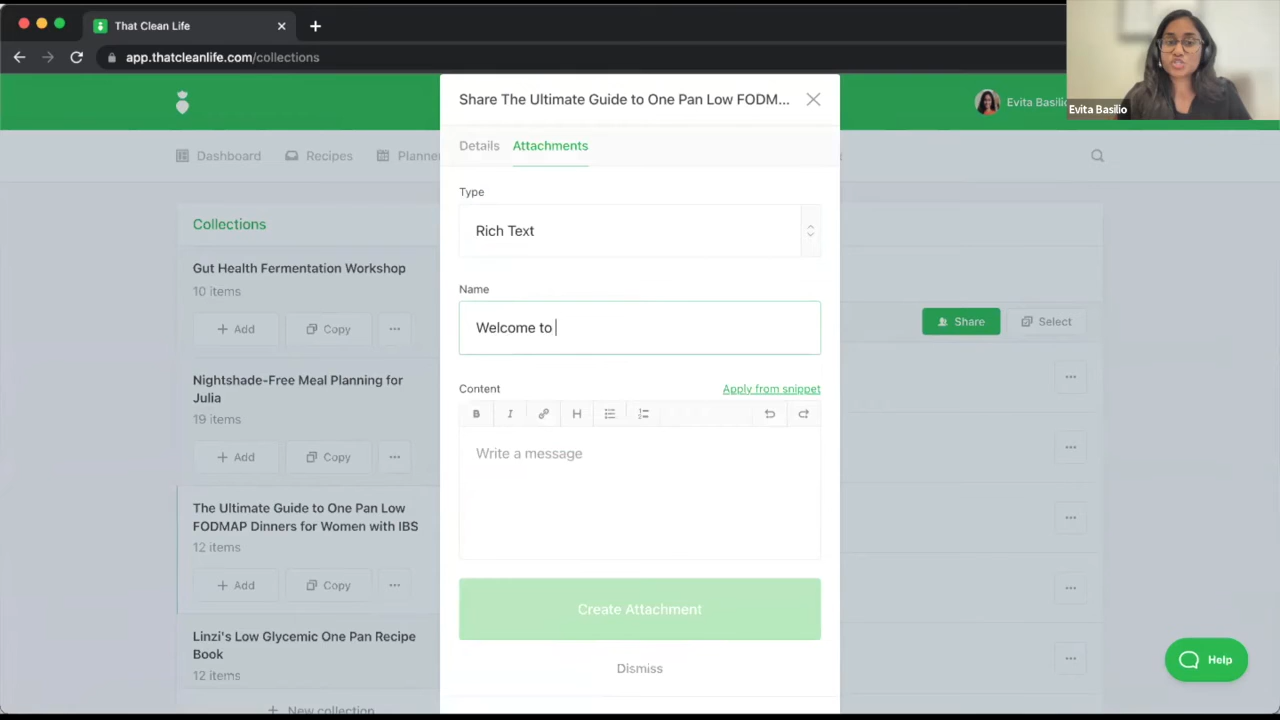 That Clean Life
app.thatcleanlife.com/collections
Evita Basilio
Evita Basilio
Share The Ultimate Guide to One Pan Low FODM...
Dashboard
Recipes
Details
Attachments
Type
Rich Text
Collections
Gut Health Fermentation Workshop
10 items
+ Add
Copy
...
Name
Welcome to
Share
Select
Nightshade-Free Meal Planning for
Julia
19 items
+ Add
Copy
...
Content
Apply from snippet
B
I
H
Write a message
The Ultimate Guide to One Pan Low
FODMAP Dinners for Women with IBS
12 items
+ Add
Copy
...
Create Attachment
Linzi's Low Glycemic One Pan Recipe
Book
12 items
Dismiss
Help
+ New collection